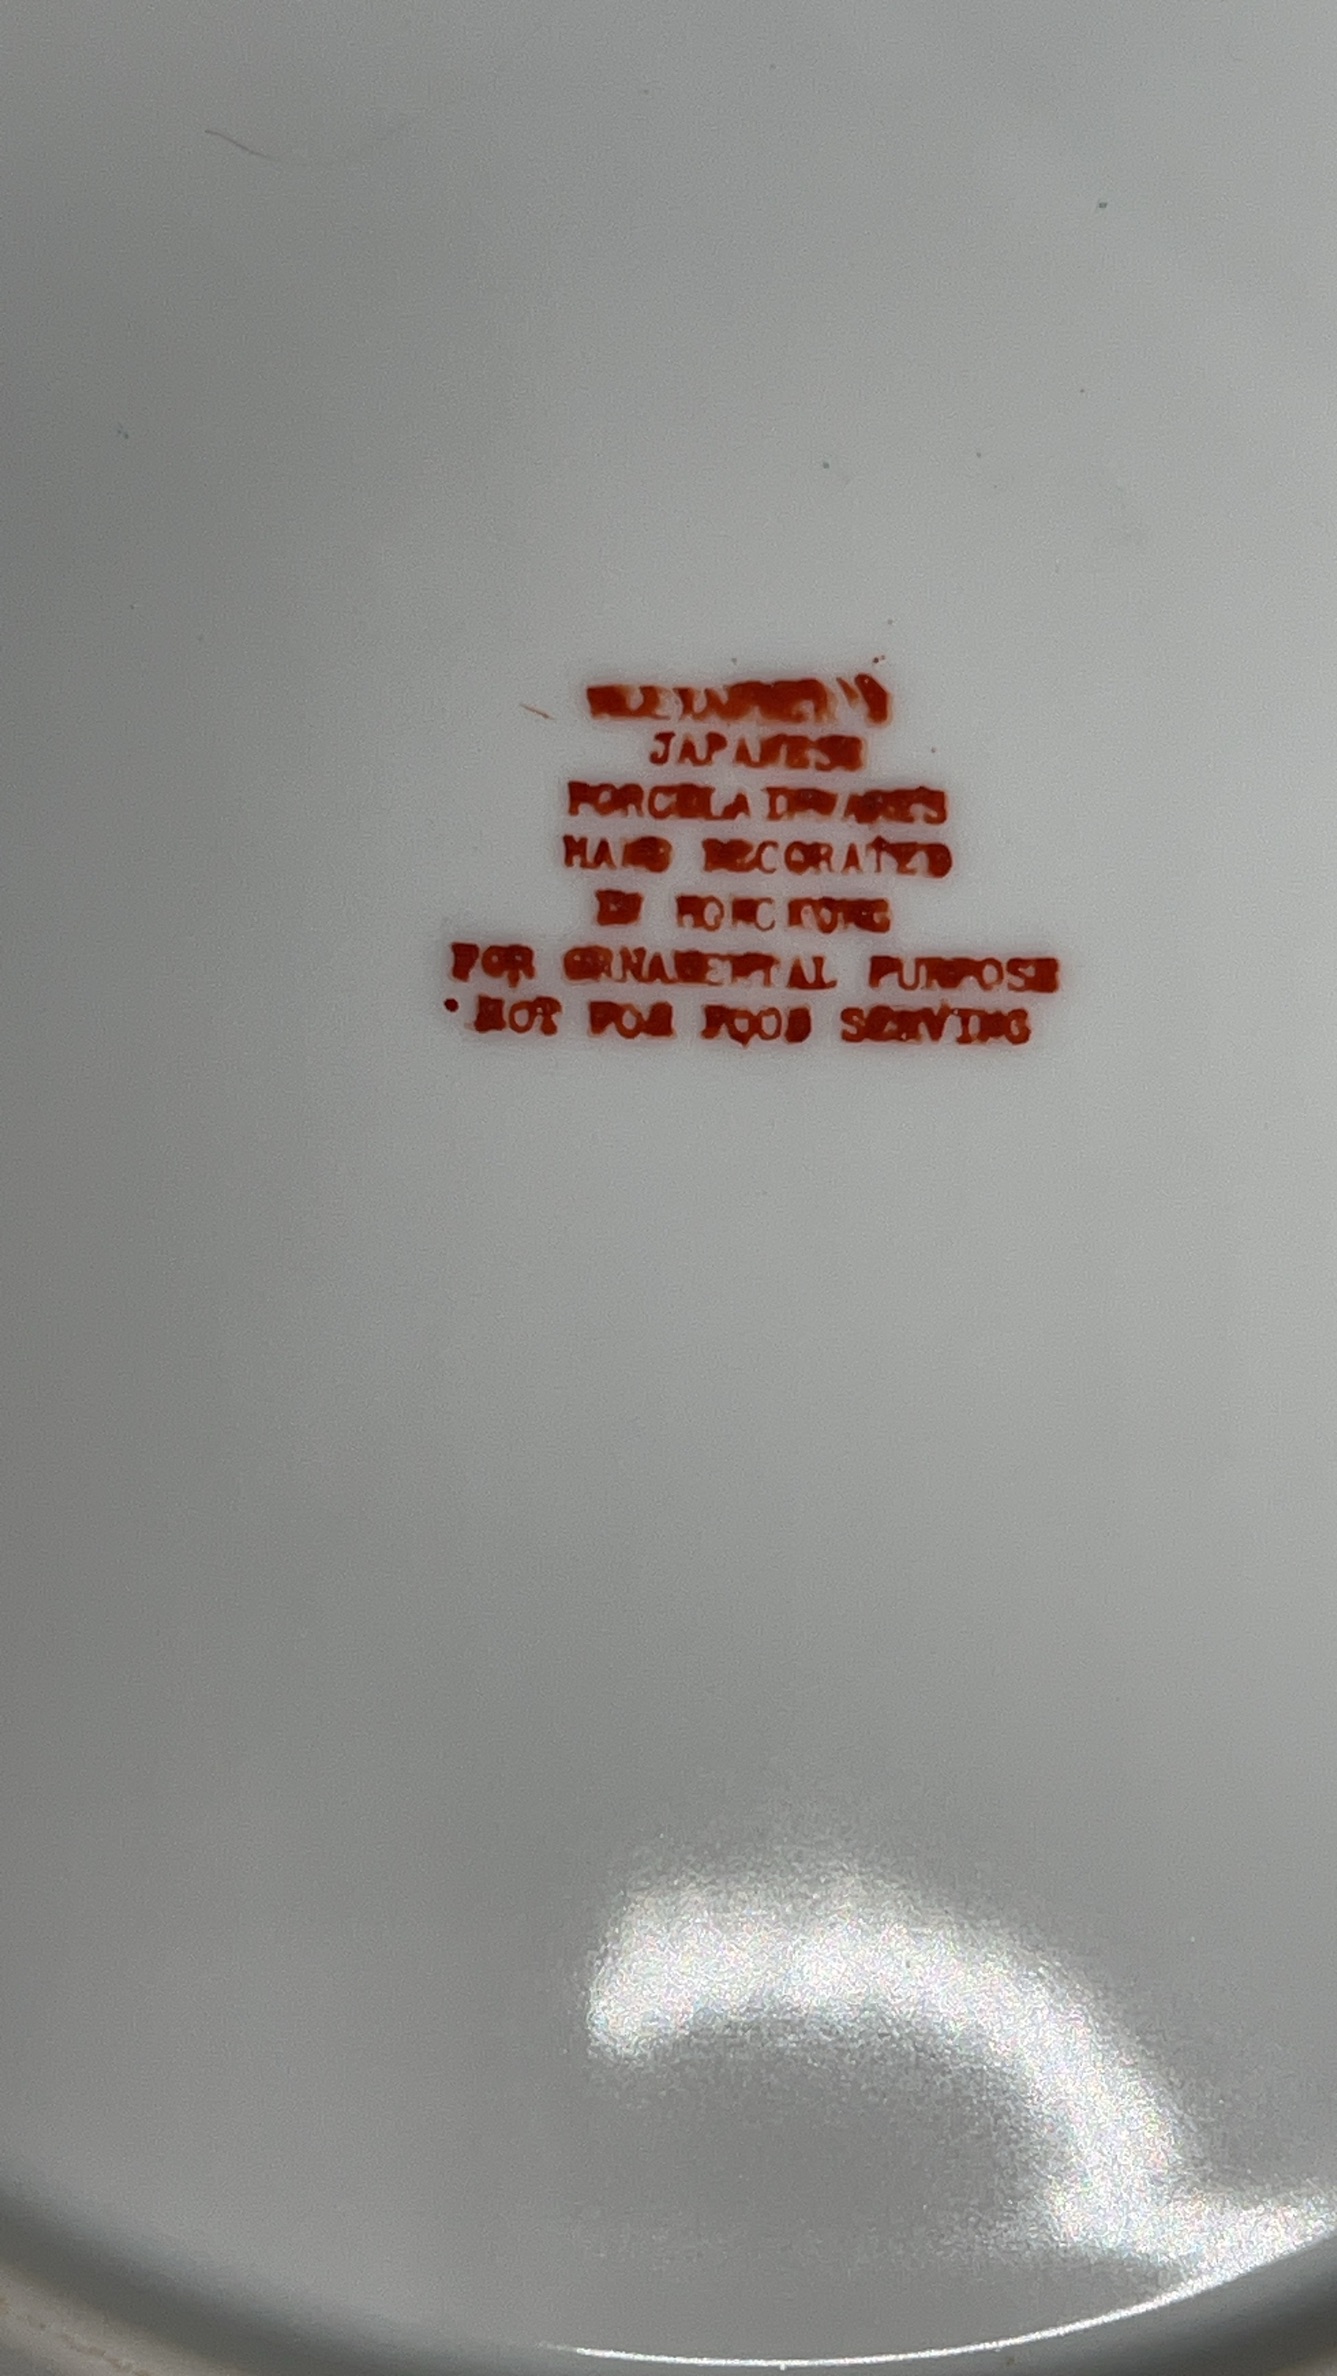 JAPANESE
PORCELAINWARES
HAND DECORATED
IN HONG KONG
FOR ORNAMENTAL PURPOSE
NOT FOR FOOD SERVING